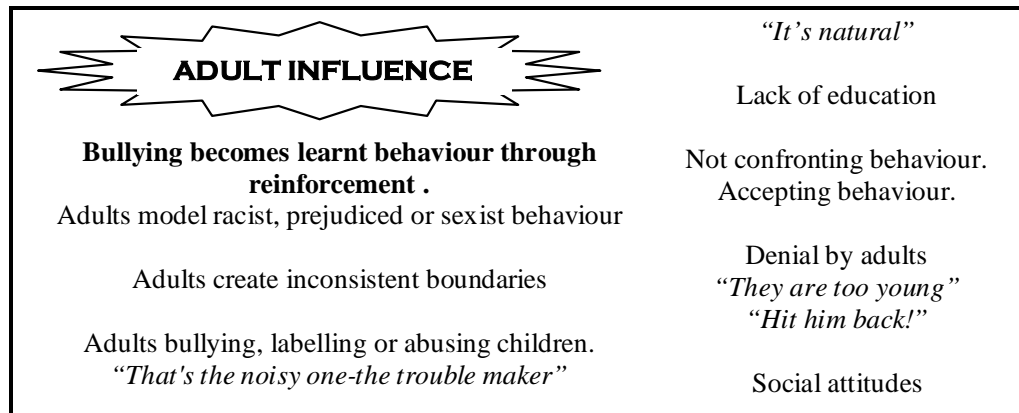 ADULT INFLUENCE
Bullying becomes learnt behaviour through
reinforcement .
Adults model racist, prejudiced or sexist behaviour
Adults create inconsistent boundaries
Adults bullying, labelling or abusing children.
“That's the noisy one-the trouble maker”
“It’s natural”
Lack of education
Not confronting behaviour.
Accepting behaviour.
Denial by adults
“They are too young”
“Hit him back!”
Social attitudes